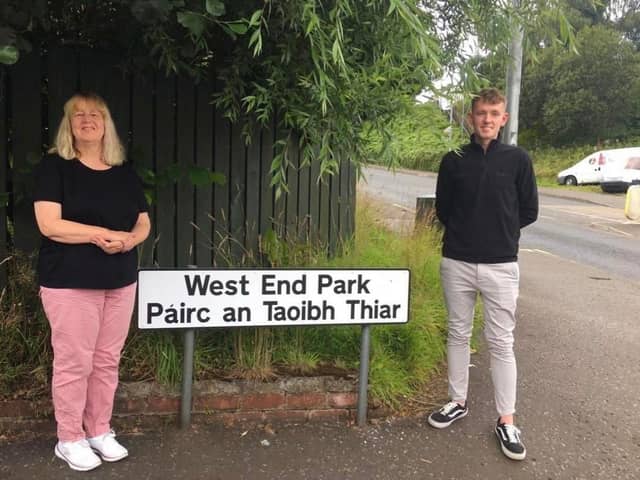 West End Park
Páirc an Taoibh Thiar